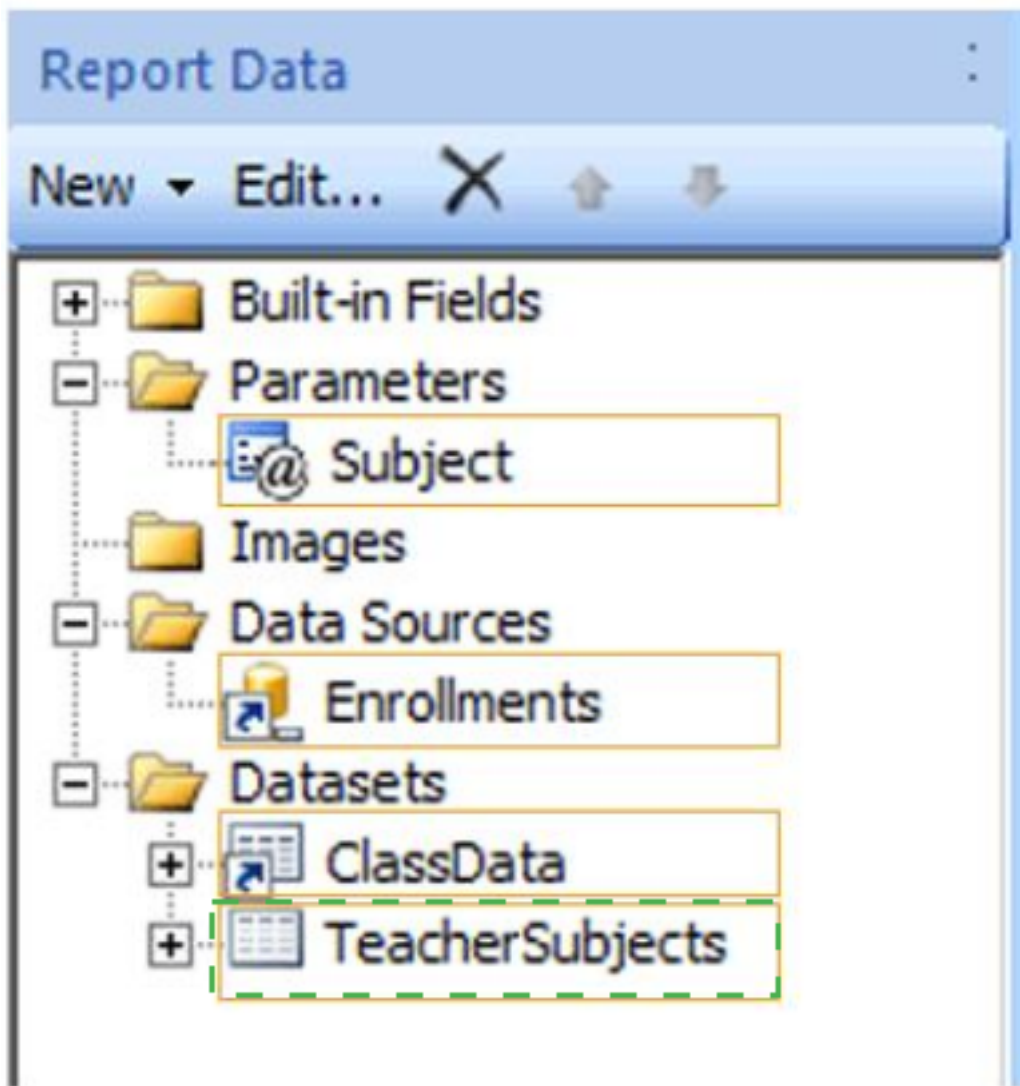 Report Data
New Edit...
Built-in Fields
Parameters
Subject
Images
Data Sources
Enrollments
Datasets
ClassData
TeacherSubjects